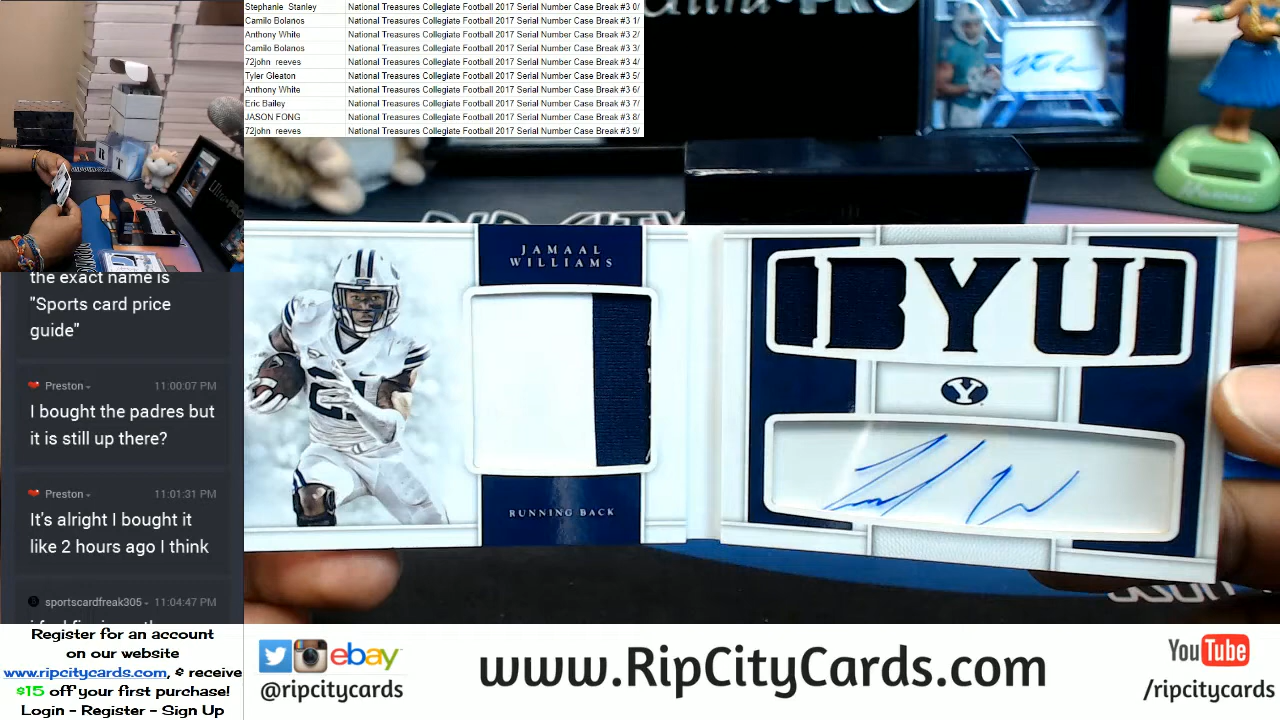 Stephanie Stanley National Treasures Collegiate Football 2017 Serial Number Case Break #3 0/
Camilo Bolanos National Treasures Collegiate Football 2017 Serial Number Case Break #3 1/
Anthony White National Treasures Collegiate Football 2017 Serial Number Case Break #3 2/
Camilo Bolanos National Treasures Collegiate Football 2017 Serial Number Case Break #3 3/
72john reeves National Treasures Collegiate Football 2017 Serial Number Case Break #3 4/
Tyler Gleaton National Treasures Collegiate Football 2017 Serial Number Case Break #3 5/
Anthony White National Treasures Collegiate Football 2017 Serial Number Case Break #3 6/
Eric Bailey National Treasures Collegiate Football 2017 Serial Number Case Break #3 7/
JASON FONG National Treasures Collegiate Football 2017 Serial Number Case Break #3 8/
72john reeves National Treasures Collegiate Football 2017 Serial Number Case Break #3 9/
Ultra·PRO
JAMAAL
WILLIAMS
21
RUNNING BACK
BYU
Y
the exact name is
"Sports card price
guide"
Preston 11:00:07 PM
I bought the padres but
it is still up there?
Preston 11:01:31 PM
It's alright I bought it
like 2 hours ago I think
sportscardfreak305 11:04:47 PM
Register for an account
on our website
www.ripcitycards.com, & receive
$15 off your first purchase!
Login - Register - Sign Up
ebay
@ripcitycards
www.RipCityCards.com
YouTube
/ripcitycards